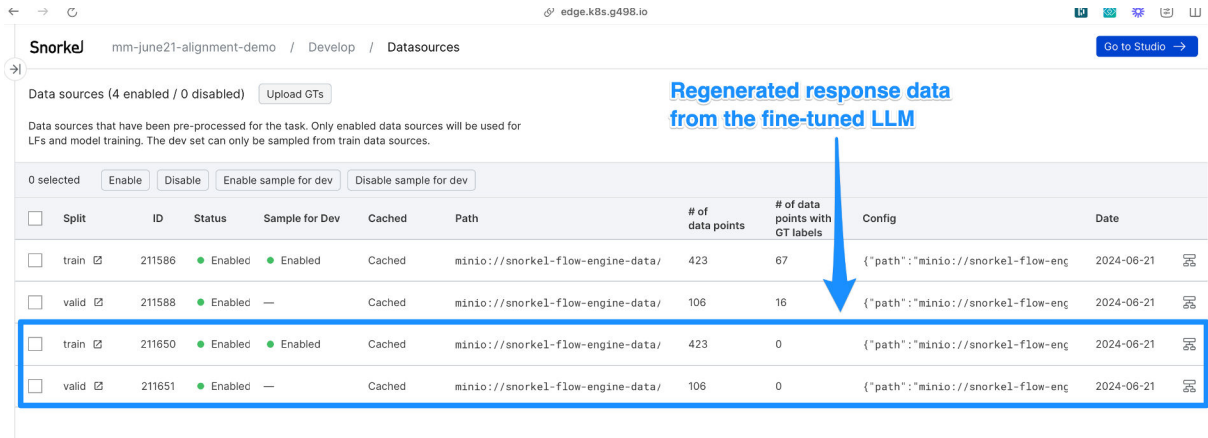 edge.k8s.g498.io
Snorkel mm-june21-alignment-demo / Develop / Datasources Go to Studio →
Data sources (4 enabled / 0 disabled) Upload GTs
Regenerated response data
from the fine-tuned LLM
Data sources that have been pre-processed for the task. Only enabled data sources will be used for
LFs and model training. The dev set can only be sampled from train data sources.
0 selected Enable Disable Enable sample for dev Disable sample for dev
Split ID Status Sample for Dev Cached Path # of data points # of data points with GT labels Config Date
train 211586 Enabled Enabled Cached minio://snorkel-flow-engine-data/ 423 67 {"path":"minio://snorkel-flow-eng 2024-06-21
valid 211588 Enabled — Cached minio://snorkel-flow-engine-data/ 106 16 {"path":"minio://snorkel-flow-eng 2024-06-21
train 211650 Enabled Enabled Cached minio://snorkel-flow-engine-data/ 423 0 {"path":"minio://snorkel-flow-eng 2024-06-21
valid 211651 Enabled — Cached minio://snorkel-flow-engine-data/ 106 0 {"path":"minio://snorkel-flow-eng 2024-06-21